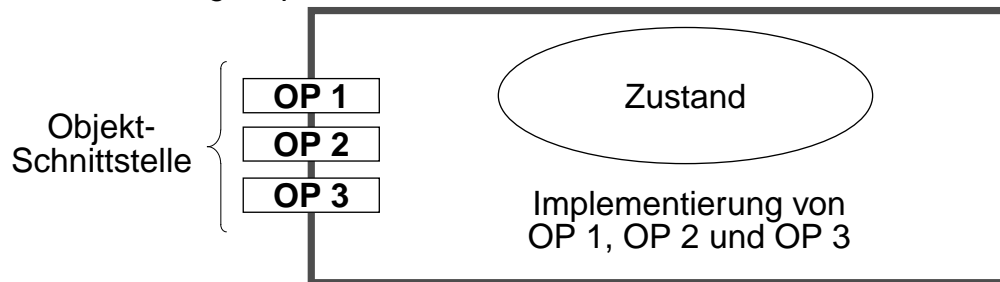 OP 1
Zustand
Objekt-
Schnittstelle
OP 2
OP 3
Implementierung von
OP 1, OP 2 und OP 3